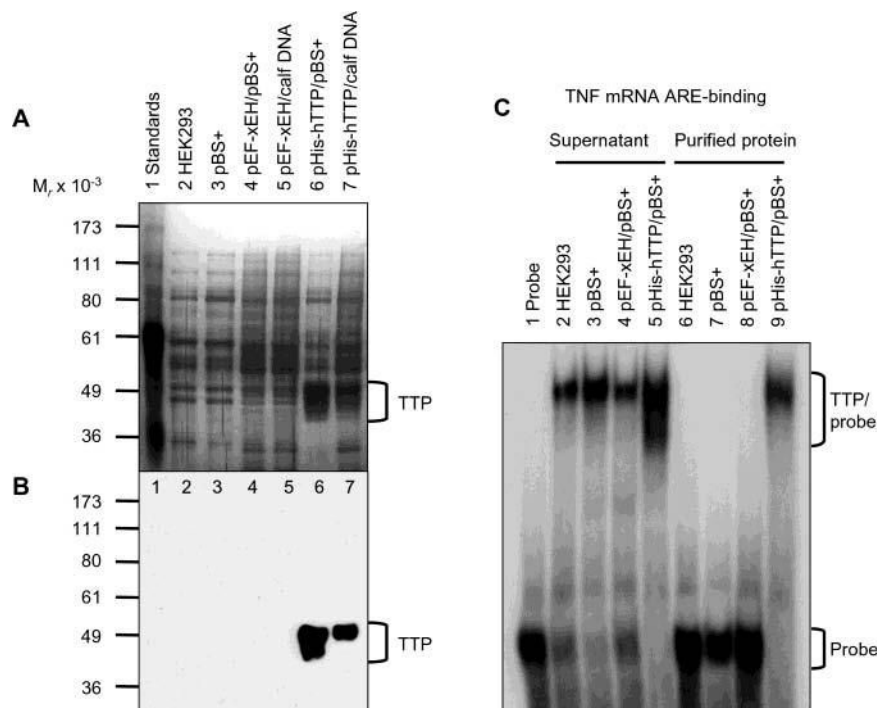 A
M_r x 10^-3
1 Standards
2 HEK293
3 pBS+
4 pEF-xEH/pBS+
5 pEF-xEH/calf DNA
6 pHis-hTTP/pBS+
7 pHis-hTTP/calf DNA
173
111
80
61
49
36
TTP
B
1 2 3 4 5 6 7
173
111
80
61
49
36
TTP
C
TNF mRNA ARE-binding
Supernatant Purified protein
1 Probe
2 HEK293
3 pBS+
4 pEF-xEH/pBS+
5 pHis-hTTP/pBS+
6 HEK293
7 pBS+
8 pEF-xEH/pBS+
9 pHis-hTTP/pBS+
TTP/
probe
Probe